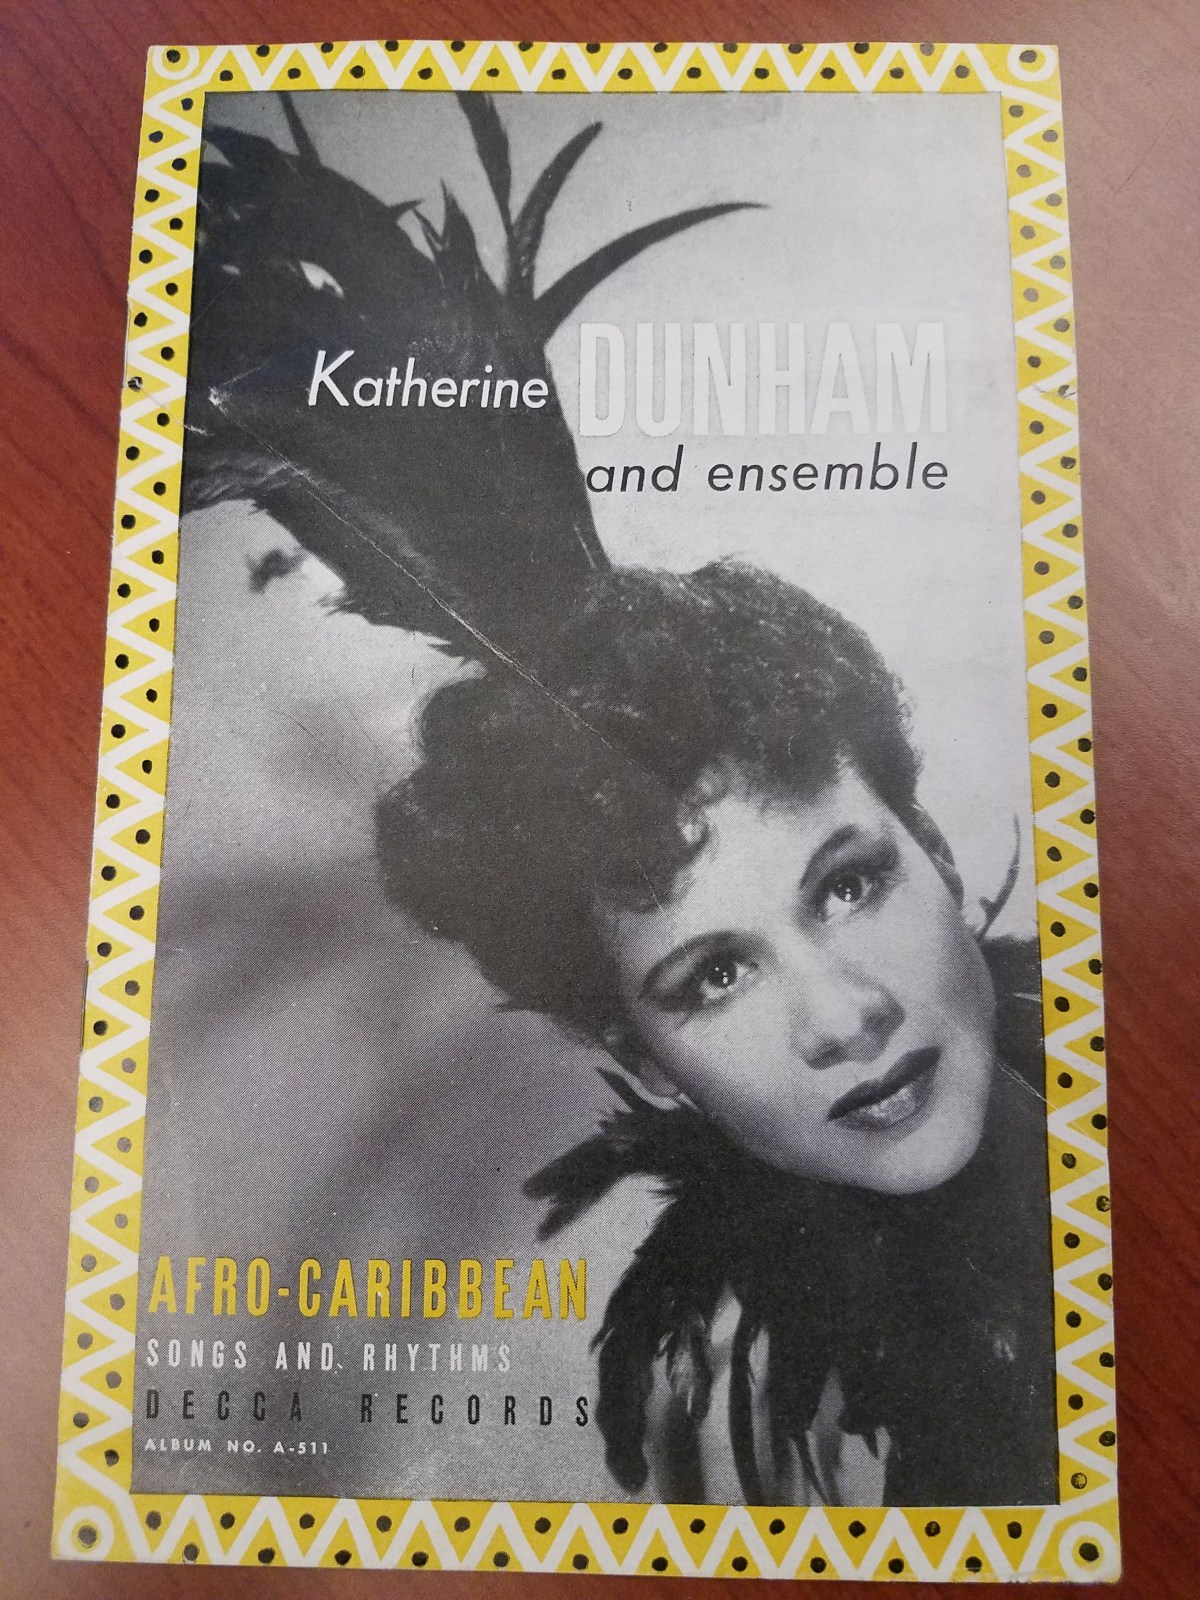 Katherine DUNHAM
and ensemble
AFRO-CARIBBEAN
SONGS AND RHYTHMS
DECCA RECORDS
ALBUM NO. A-511